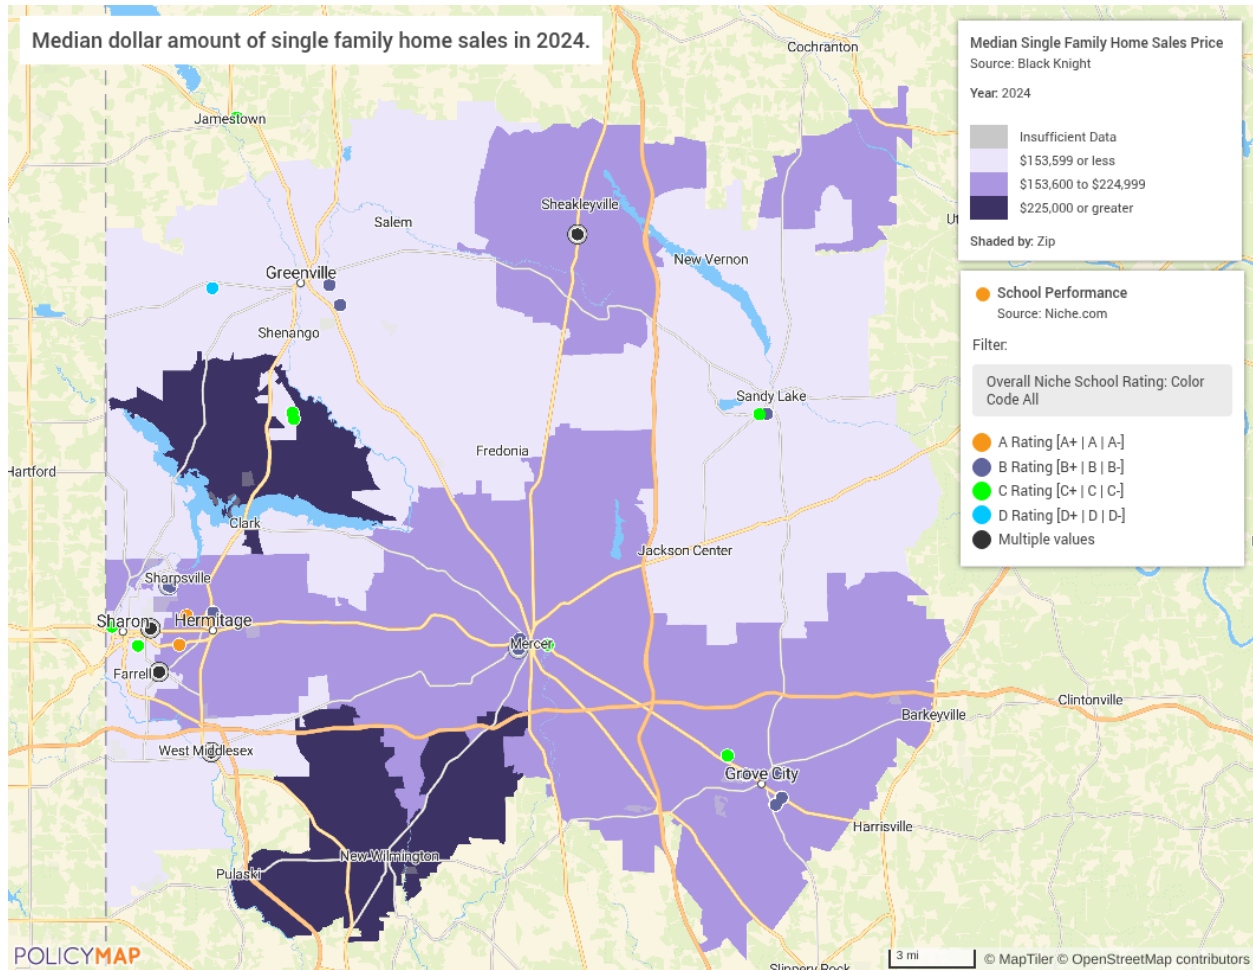 Median dollar amount of single family home sales in 2024.
Cochranton
Median Single Family Home Sales Price
Source: Black Knight
Year: 2024
Insufficient Data
$153,599 or less
$153,600 to $224,999
$225,000 or greater
Shaded by: Zip
School Performance
Source: Niche.com
Filter:
Overall Niche School Rating: Color
Code All
A Rating [A+ | A | A-]
B Rating [B+ | B | B-]
C Rating [C+ | C | C-]
D Rating [D+ | D | D-]
Multiple values
Jamestown
Sheakleyville
Salem
Ut
New Vernon
Greenville
Shenango
Sandy Lake
Fredonia
Hartford
Clark
Jackson Center
Sharpsville
Sharon
Hermitage
Mercer
Farrell
Clintonville
Barkeyville
West Middlesex
Grove City
Harrisville
New Wilmington
Pulaski
Slippery Rock
POLICYMAP
3 mi
© MapTiler © OpenStreetMap contributors